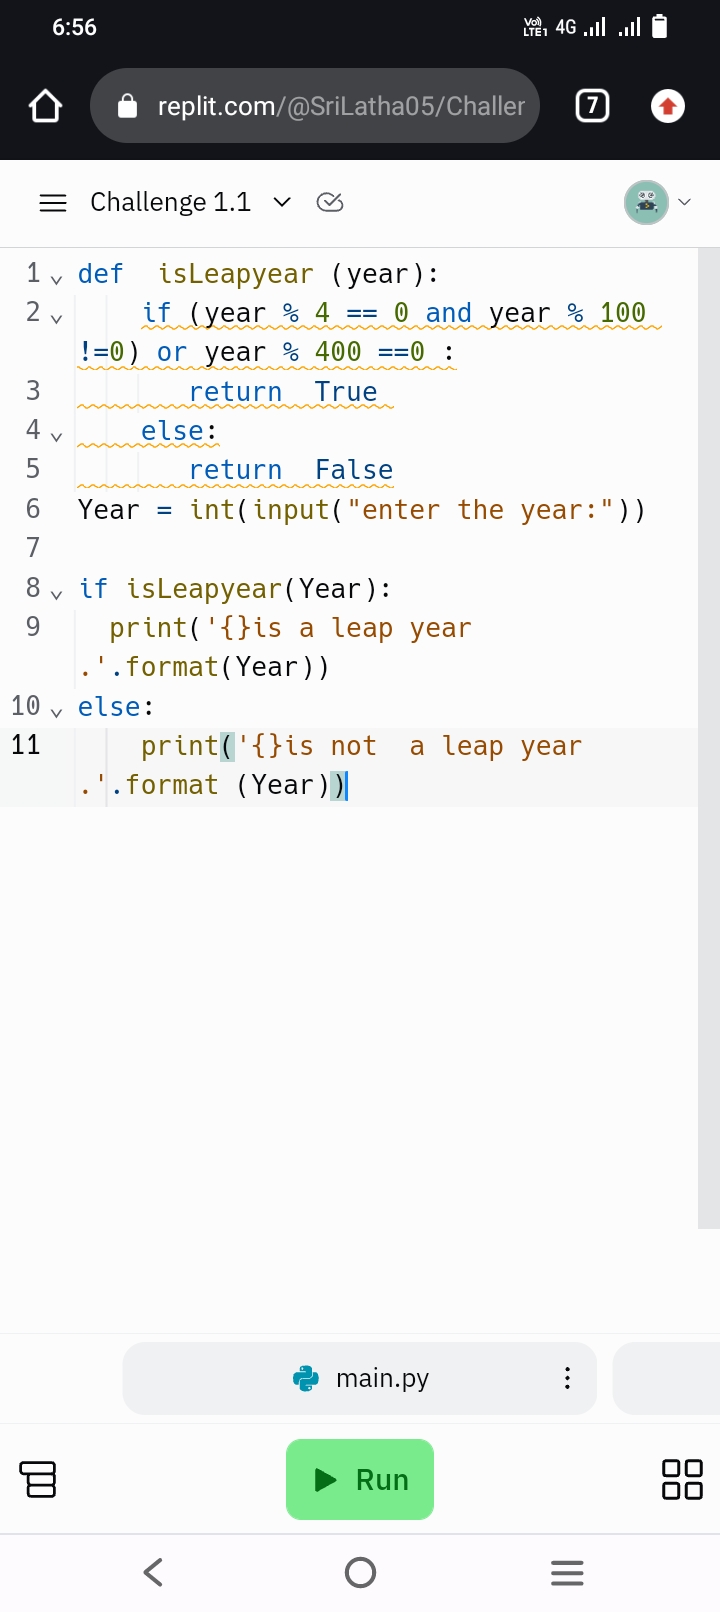 6:56
Vo)) LTE1 4G
replit.com/@SriLatha05/Challer
7
Challenge 1.1
1 def  isLeapyear (year):
2     if (year % 4 == 0 and year % 100
!=0) or year % 400 ==0 :
3        return  True
4     else:
5        return  False
6 Year = int(input("enter the year:"))
7
8 if isLeapyear(Year):
9   print('{}is a leap year
.'.format(Year))
10 else:
11     print('{}is not  a leap year
.'.format (Year))
main.py
Run